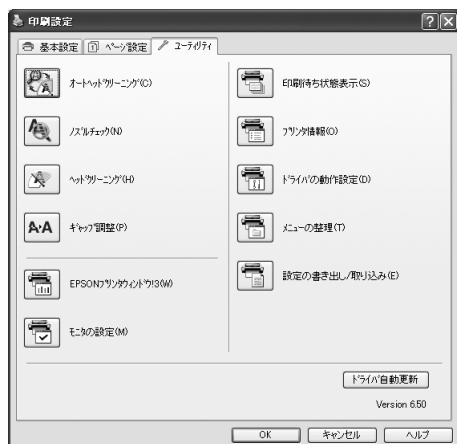 印刷設定
基本設定 ページ設定 ユーティリティ
オートヘッドクリーニング(C)
ノズルチェック(N)
ヘッドクリーニング(H)
A▸A
ギャップ調整(P)
EPSONプリンタウィンドウ!3(W)
モニタの設定(M)
印刷待ち状態表示(S)
プリンタ情報(O)
ドライバの動作設定(D)
メニューの整理(T)
設定の書き出し/取り込み(E)
ドライバ自動更新
Version 6.50
OK キャンセル ヘルプ